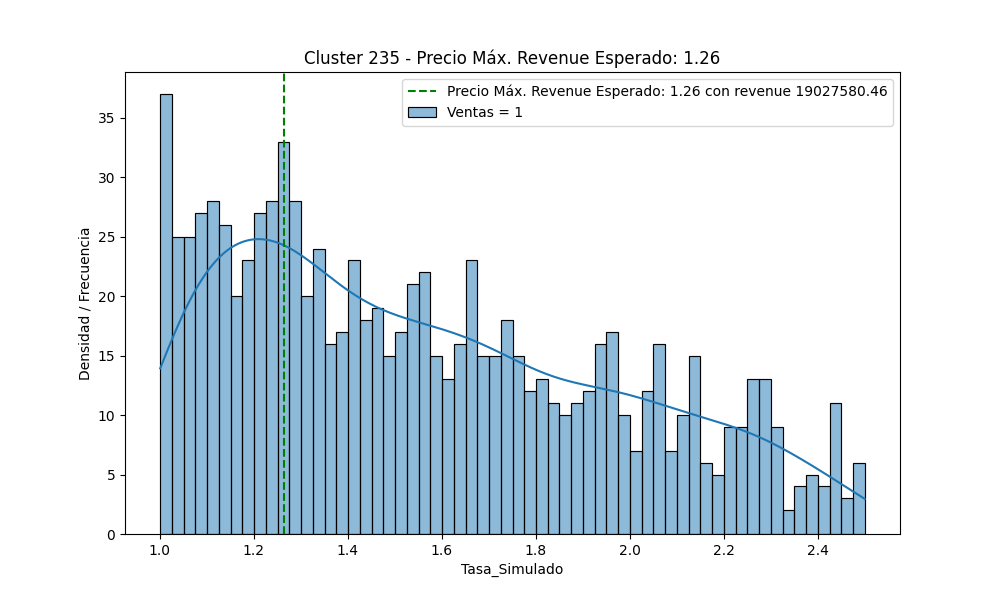 Cluster 235 - Precio Máx. Revenue Esperado: 1.26
Precio Máx. Revenue Esperado: 1.26 con revenue 19027580.46
Ventas = 1
Densidad / Frecuencia
35
30
25
20
15
10
5
0
1.0 1.2 1.4 1.6 1.8 2.0 2.2 2.4
Tasa_Simulado